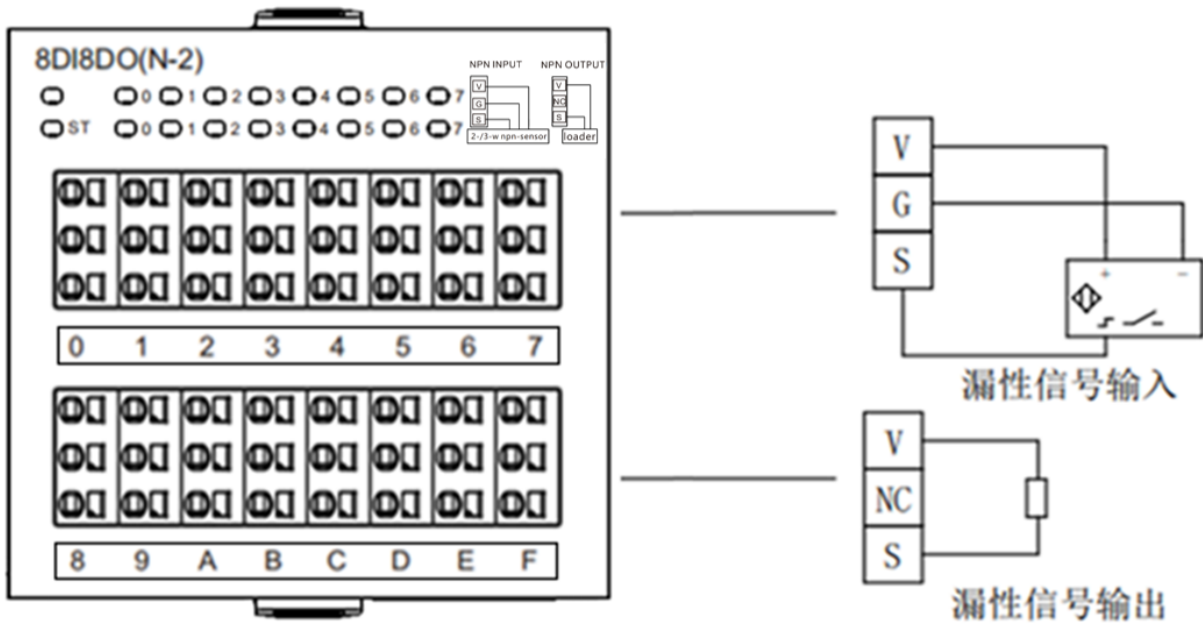 8DI8DO(N-2)
NPN INPUT
V
G
S
2-/3-w npn-sensor
NPN OUTPUT
V
NC
S
loader
0 1 2 3 4 5 6 7
ST 0 1 2 3 4 5 6 7
0 1 2 3 4 5 6 7
8 9 A B C D E F
V
G
S
+ -
漏性信号输入
V
NC
S
漏性信号输出